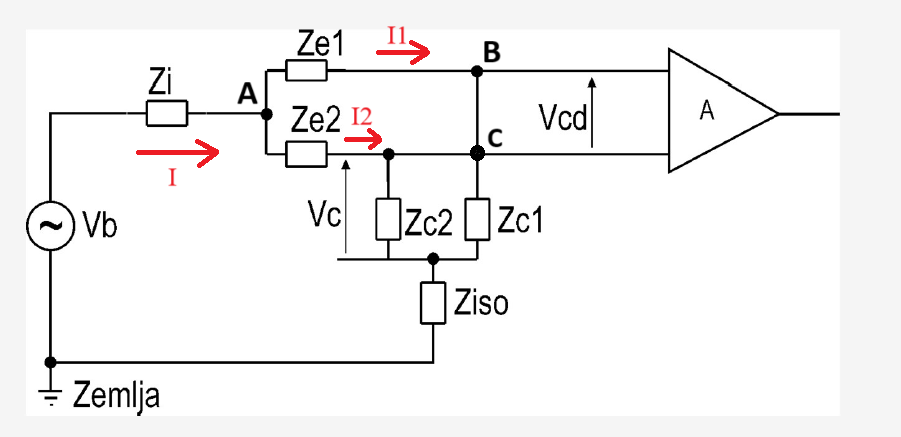 Ze1
I1
B
Zi
A
Ze2
I2
Vcd
A
C
I
Vc
Zc2
Zc1
~
Vb
Ziso
Zemlja